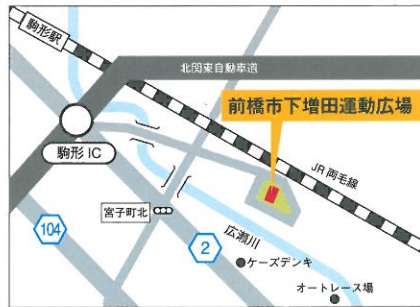 駒形駅
北関東自動車道
前橋市下増田運動広場
駒形 IC
JR 両毛線
宮子町北
104
2
広瀬川
ケーズデンキ
オートレース場